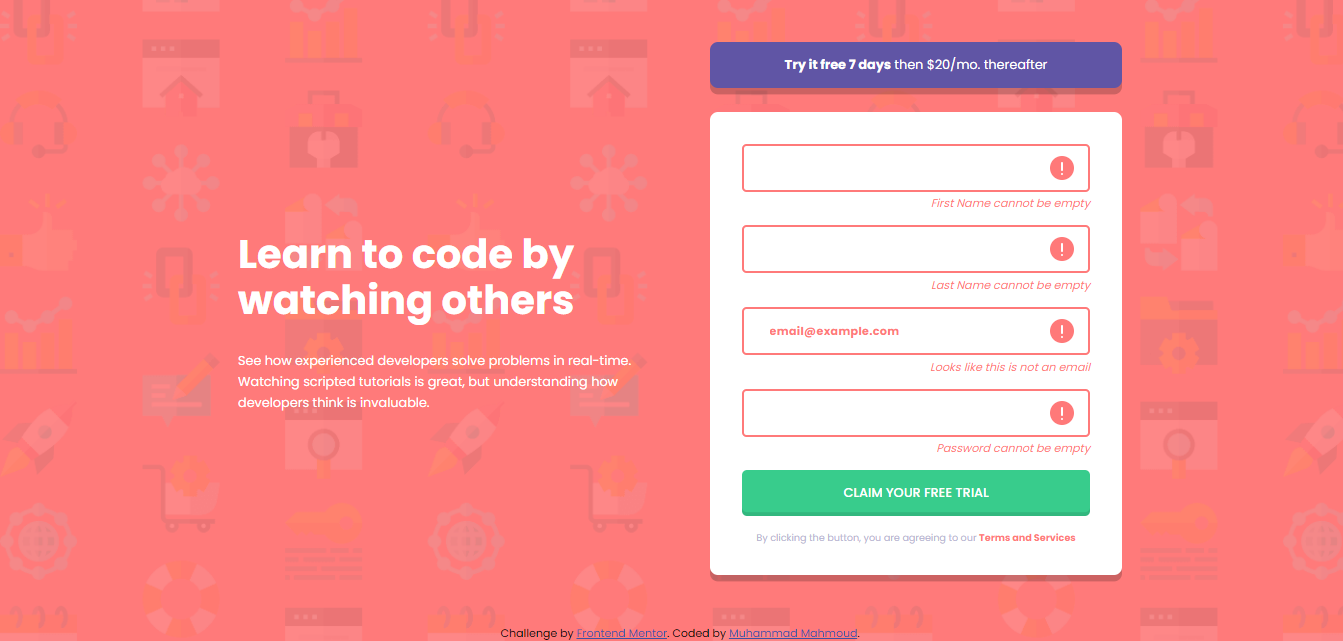 Learn to code by
watching others
See how experienced developers solve problems in real-time.
Watching scripted tutorials is great, but understanding how
developers think is invaluable.
Try it free 7 days then $20/mo. thereafter
First Name cannot be empty
Last Name cannot be empty
email@example.com
Looks like this is not an email
Password cannot be empty
CLAIM YOUR FREE TRIAL
By clicking the button, you are agreeing to our Terms and Services
Challenge by Frontend Mentor. Coded by Muhammad Mahmoud.